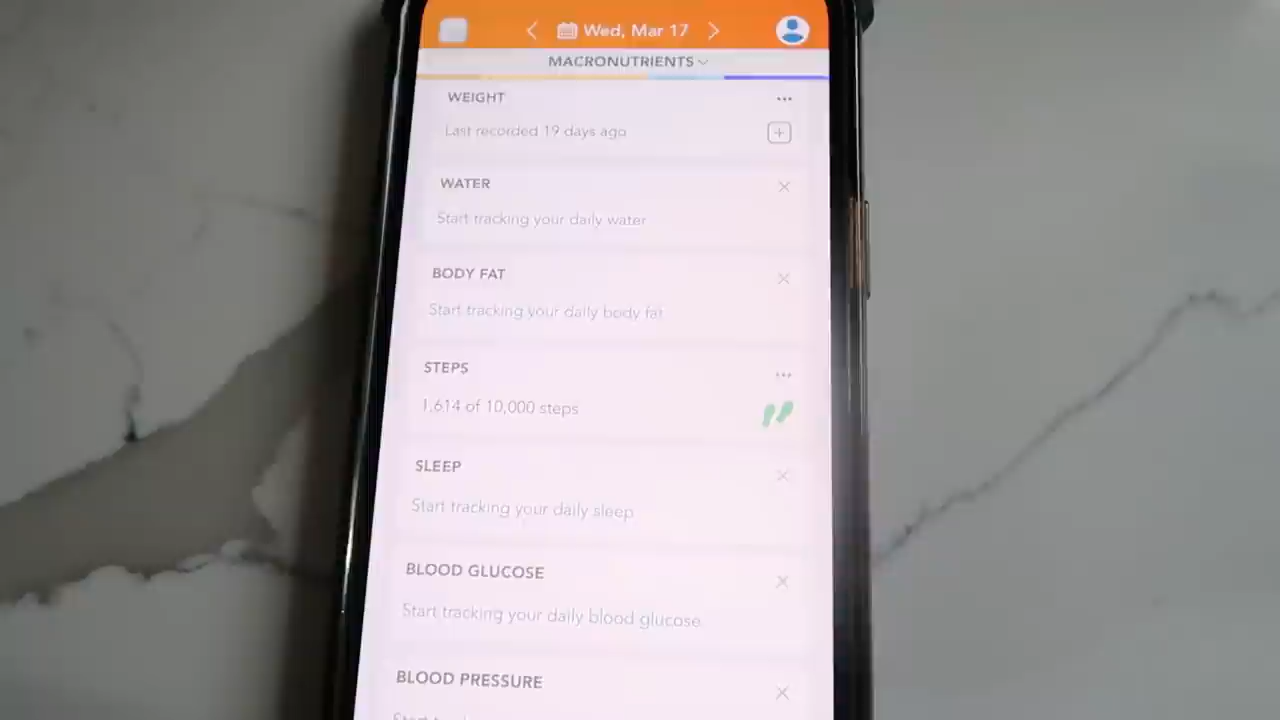 Wed, Mar 17
MACRONUTRIENTS
WEIGHT
Last recorded 19 days ago
WATER
Start tracking your daily water
BODY FAT
Start tracking your daily body fat
STEPS
1,614 of 10,000 steps
SLEEP
Start tracking your daily sleep
BLOOD GLUCOSE
Start tracking your daily blood glucose
BLOOD PRESSURE
Start